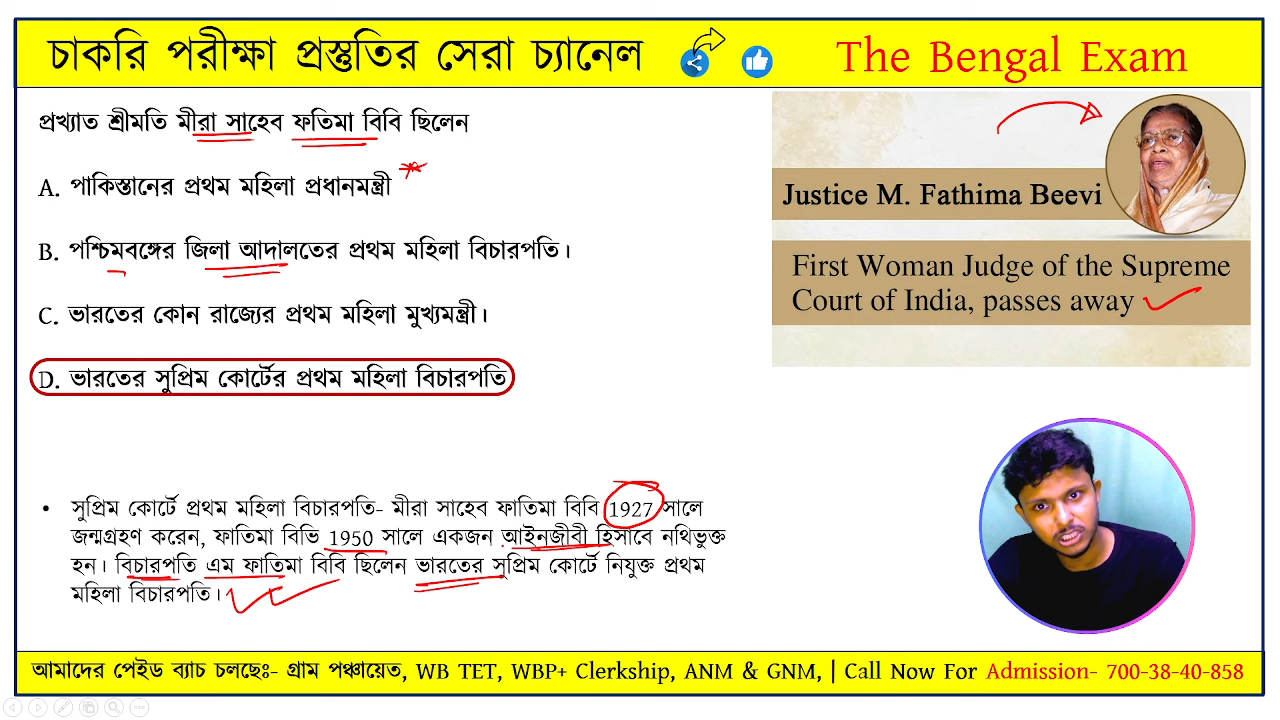 চাকরি পরীক্ষা প্রস্তুতির সেরা চ্যানেল
The Bengal Exam
প্রখ্যাত শ্রীমতি মীরা সাহেব ফতিমা বিবি ছিলেন
A. পাকিস্তানের প্রথম মহিলা প্রধানমন্ত্রী
B. পশ্চিমবঙ্গের জিলা আদালতের প্রথম মহিলা বিচারপতি।
C. ভারতের কোন রাজ্যের প্রথম মহিলা মুখ্যমন্ত্রী।
D. ভারতের সুপ্রিম কোর্টের প্রথম মহিলা বিচারপতি
Justice M. Fathima Beevi
First Woman Judge of the Supreme
Court of India, passes away
• সুপ্রিম কোর্টে প্রথম মহিলা বিচারপতি- মীরা সাহেব ফাতিমা বিবি 1927 সালে
জন্মগ্রহণ করেন, ফাতিমা বিভি 1950 সালে একজন আইনজীবী হিসাবে নথিভুক্ত
হন। বিচারপতি এম ফাতিমা বিবি ছিলেন ভারতের সুপ্রিম কোর্টে নিযুক্ত প্রথম
মহিলা বিচারপতি।
আমাদের পেইড ব্যাচ চলছেঃ- গ্রাম পঞ্চায়েত, WB TET, WBP+ Clerkship, ANM & GNM, | Call Now For Admission- 700-38-40-858